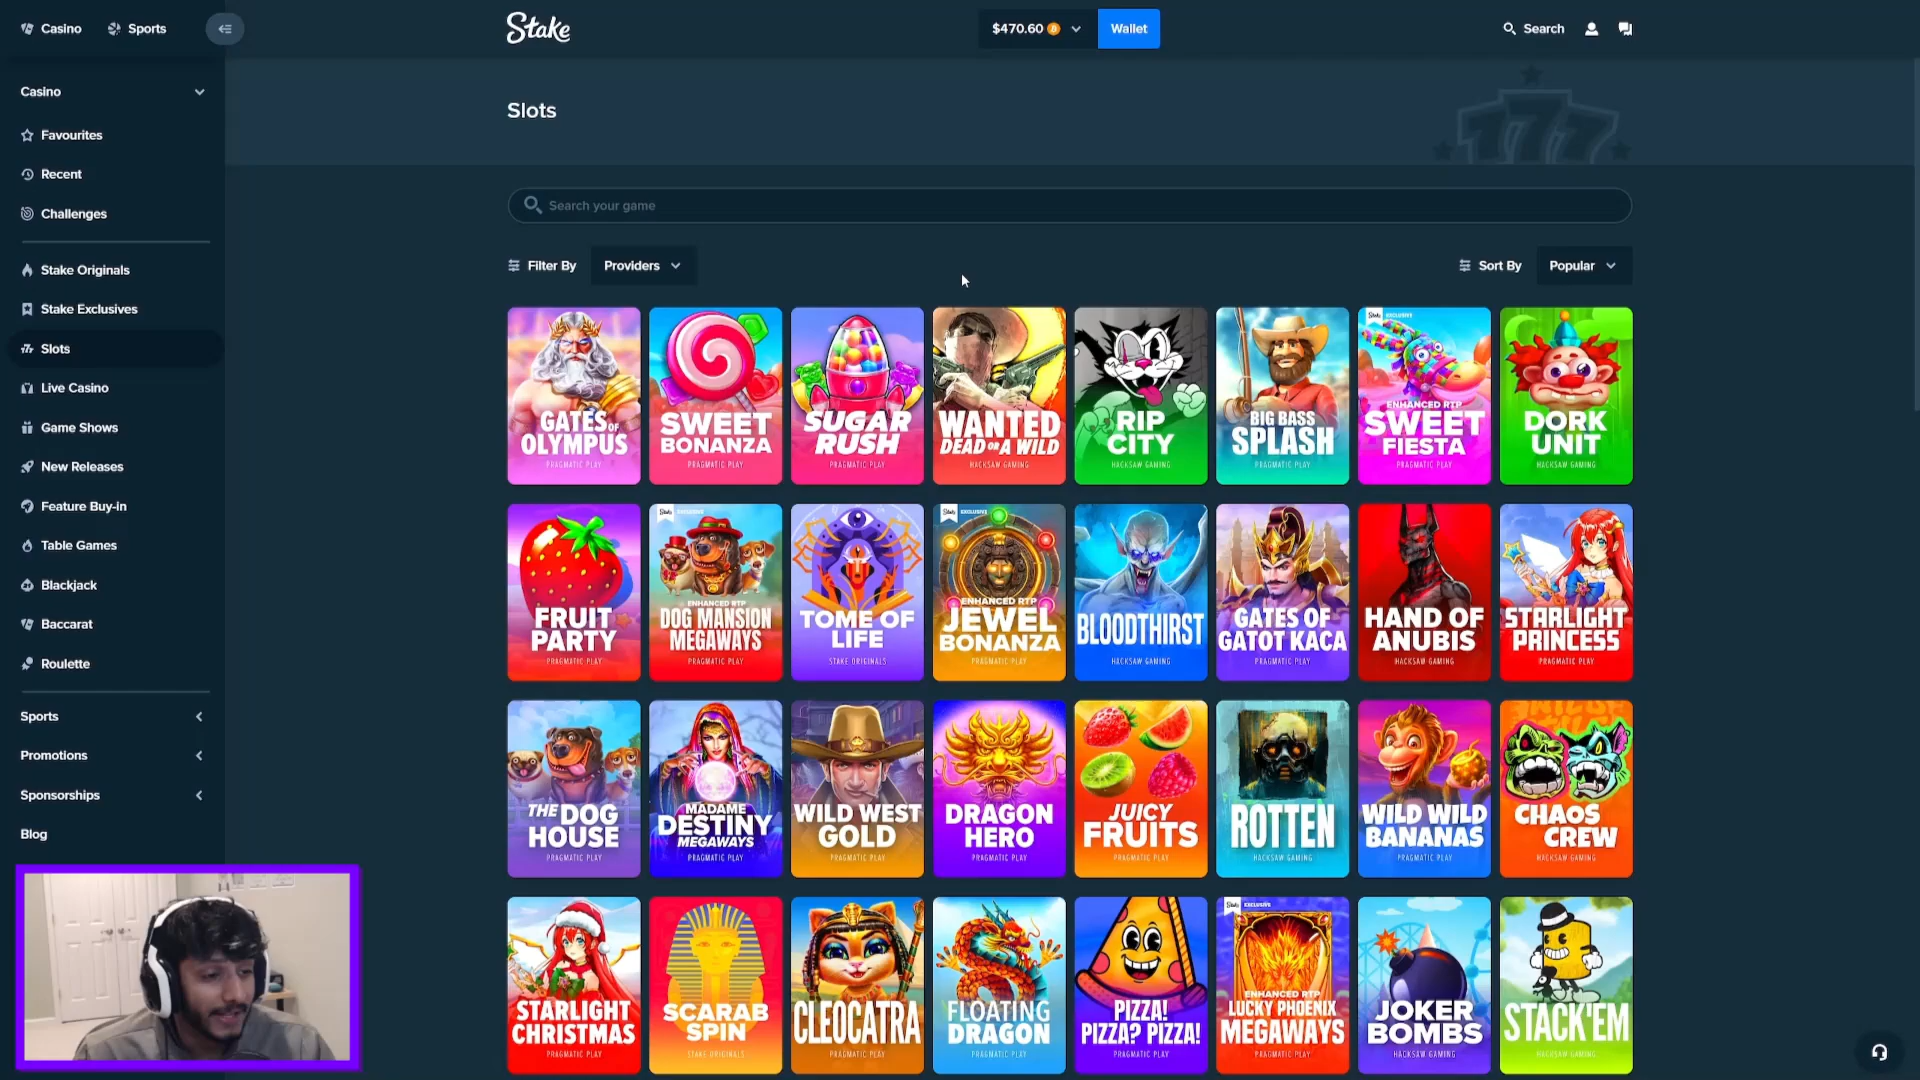 Casino
Sports
Stake
$470.60
Wallet
Search
Casino
Favourites
Recent
Challenges
Stake Originals
Stake Exclusives
Slots
Live Casino
Game Shows
New Releases
Feature Buy-in
Table Games
Blackjack
Baccarat
Roulette
Sports
Promotions
Sponsorships
Blog
Slots
777
Search your game
Filter By
Providers
Sort By
Popular
GATES OF
OLYMPUS
PRAGMATIC PLAY
SWEET
BONANZA
PRAGMATIC PLAY
SUGAR
RUSH
PRAGMATIC PLAY
WANTED
DEAD OR A WILD
HACKSAW GAMING
RIP
CITY
HACKSAW GAMING
BIG BASS
SPLASH
PRAGMATIC PLAY
Stake EXCLUSIVE
ENHANCED RTP
SWEET
FIESTA
PRAGMATIC PLAY
DORK
UNIT
HACKSAW GAMING
FRUIT
PARTY
PRAGMATIC PLAY
Stake EXCLUSIVE
ENHANCED RTP
DOG MANSION
MEGAWAYS
PRAGMATIC PLAY
TOME OF
LIFE
STAKE ORIGINALS
Stake EXCLUSIVE
ENHANCED RTP
JEWEL
BONANZA
PRAGMATIC PLAY
BLOODTHIRST
HACKSAW GAMING
GATES OF
GATOT KACA
PRAGMATIC PLAY
HAND OF
ANUBIS
HACKSAW GAMING
STARLIGHT
PRINCESS
PRAGMATIC PLAY
THE DOG
HOUSE
PRAGMATIC PLAY
MADAME
DESTINY
MEGAWAYS
PRAGMATIC PLAY
WILD WEST
GOLD
PRAGMATIC PLAY
DRAGON
HERO
PRAGMATIC PLAY
JUICY
FRUITS
PRAGMATIC PLAY
ROTTEN
HACKSAW GAMING
WILD WILD
BANANAS
PRAGMATIC PLAY
CHAOS
CREW
HACKSAW GAMING
STARLIGHT
CHRISTMAS
PRAGMATIC PLAY
SCARAB
SPIN
STAKE ORIGINALS
CLEOCATRA
PRAGMATIC PLAY
FLOATING
DRAGON
PRAGMATIC PLAY
PIZZA!
PIZZA? PIZZA!
PRAGMATIC PLAY
Stake EXCLUSIVE
ENHANCED RTP
LUCKY PHOENIX
MEGAWAYS
PRAGMATIC PLAY
JOKER
BOMBS
HACKSAW GAMING
STACK'EM
HACKSAW GAMING